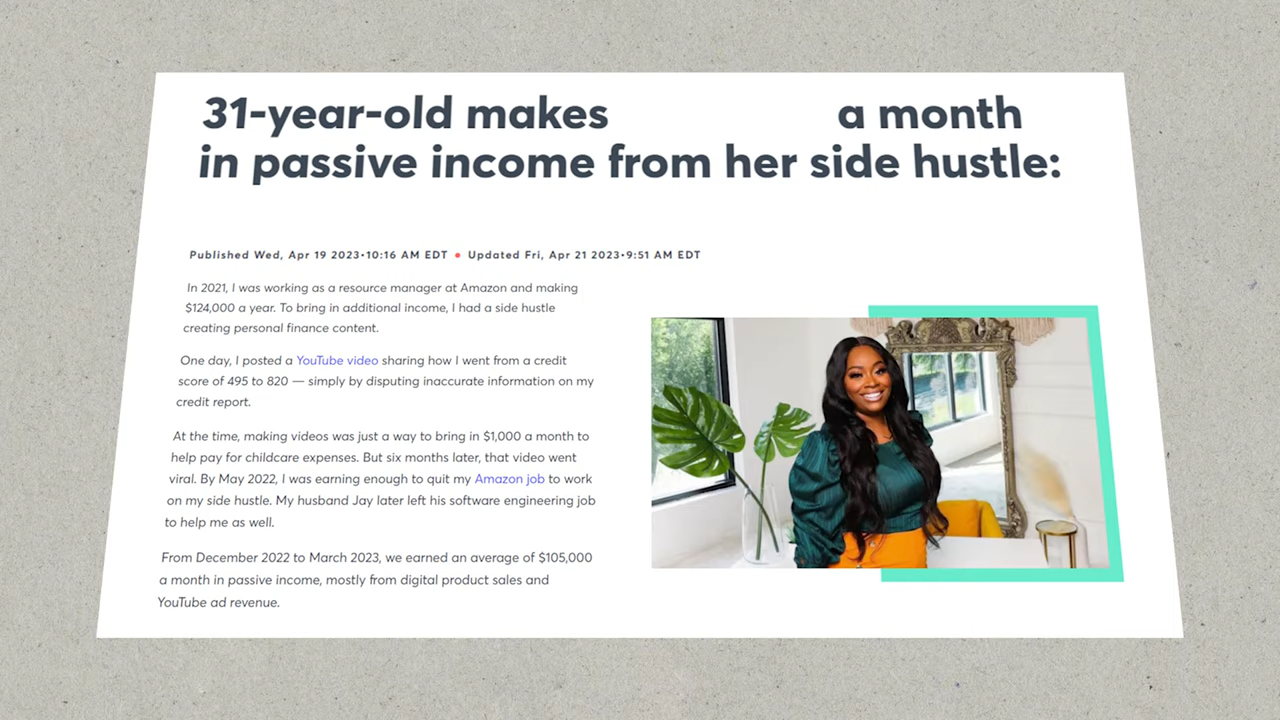 31-year-old makes a month
in passive income from her side hustle:
Published Wed, Apr 19 2023•10:16 AM EDT • Updated Fri, Apr 21 2023•9:51 AM EDT
In 2021, I was working as a resource manager at Amazon and making
$124,000 a year. To bring in additional income, I had a side hustle
creating personal finance content.
One day, I posted a YouTube video sharing how I went from a credit
score of 495 to 820 — simply by disputing inaccurate information on my
credit report.
At the time, making videos was just a way to bring in $1,000 a month to
help pay for childcare expenses. But six months later, that video went
viral. By May 2022, I was earning enough to quit my Amazon job to work
on my side hustle. My husband Jay later left his software engineering job
to help me as well.
From December 2022 to March 2023, we earned an average of $105,000
a month in passive income, mostly from digital product sales and
YouTube ad revenue.